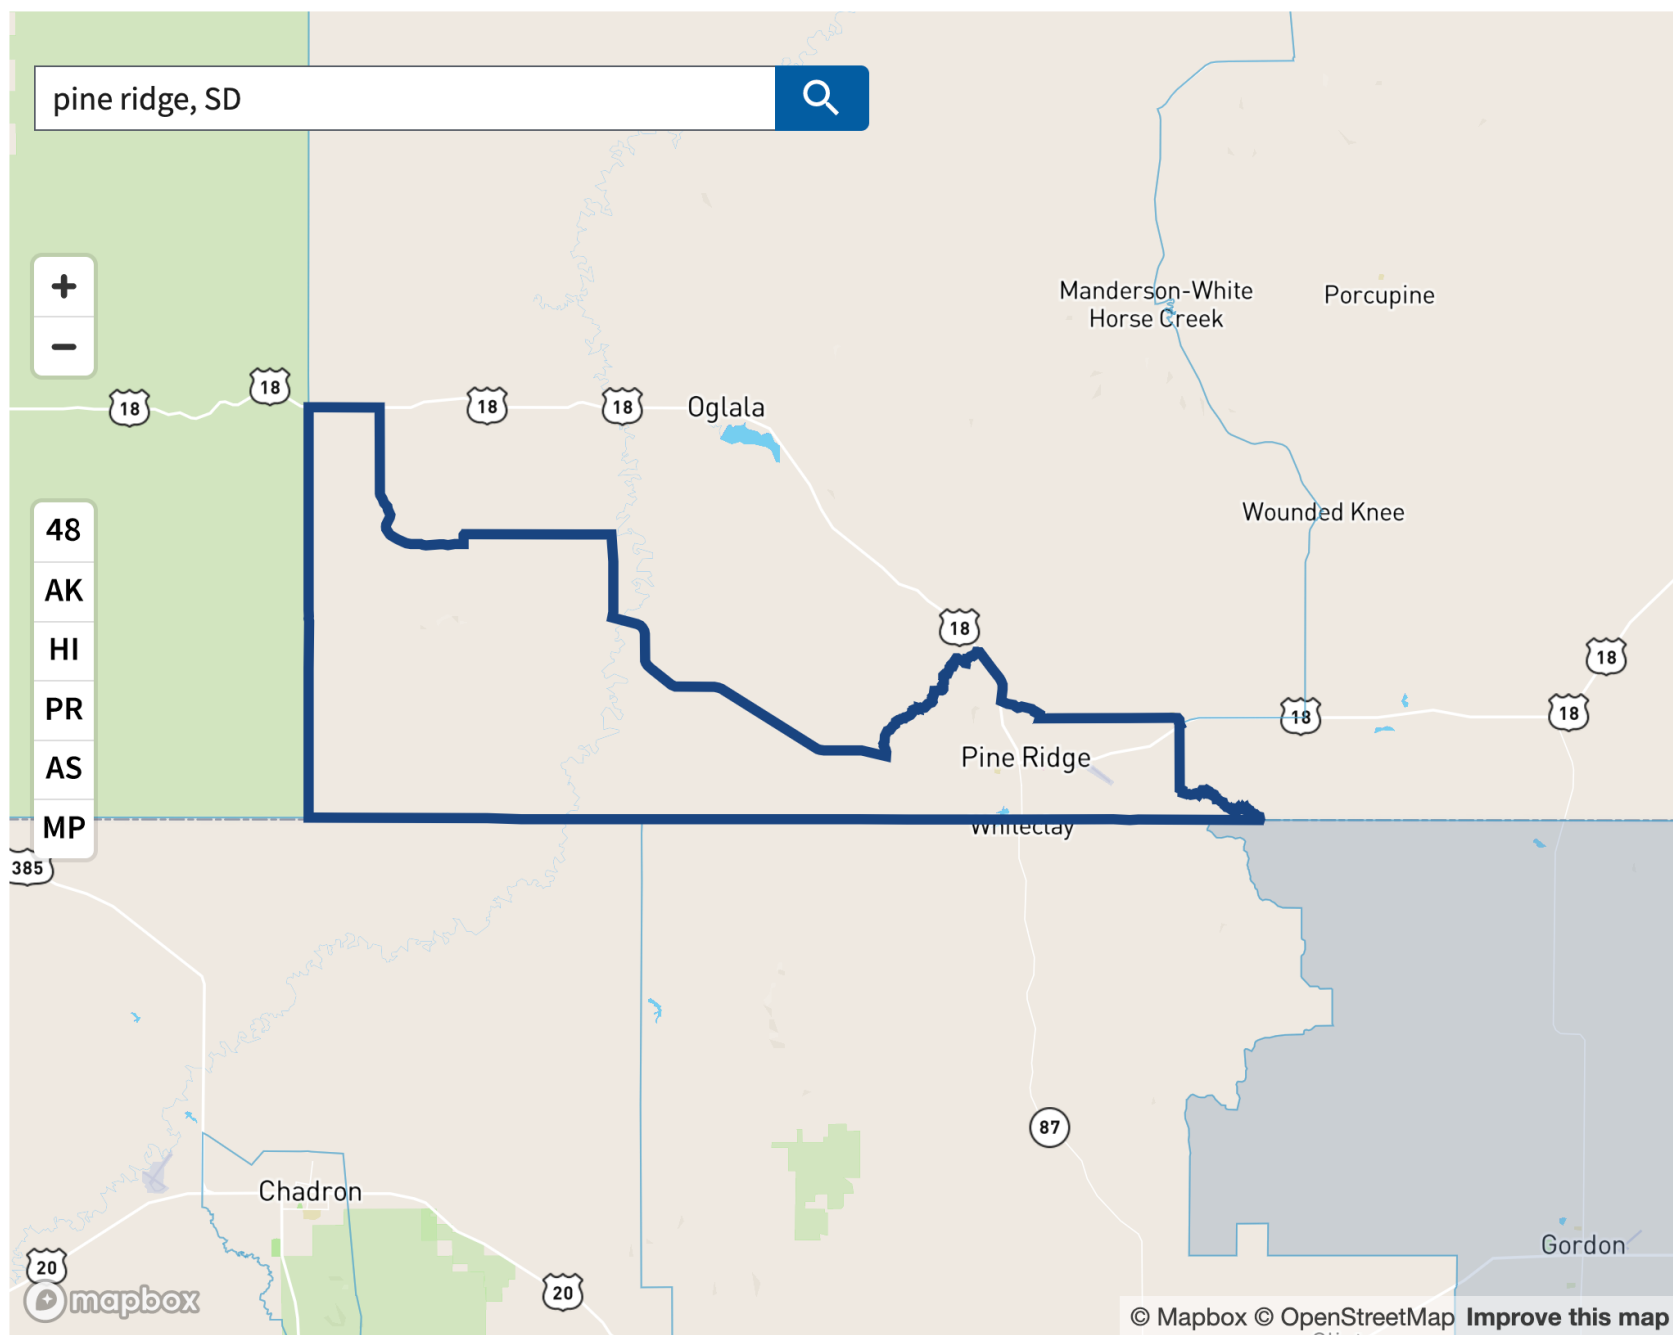 pine ridge, SD
+
−
Manderson-White
Horse Creek
Porcupine
18
18
18
18
Oglala
48
AK
HI
PR
AS
MP
Wounded Knee
18
18
18
18
Pine Ridge
Whiteclay
385
87
Chadron
Gordon
20
20
mapbox
© Mapbox © OpenStreetMap Improve this map